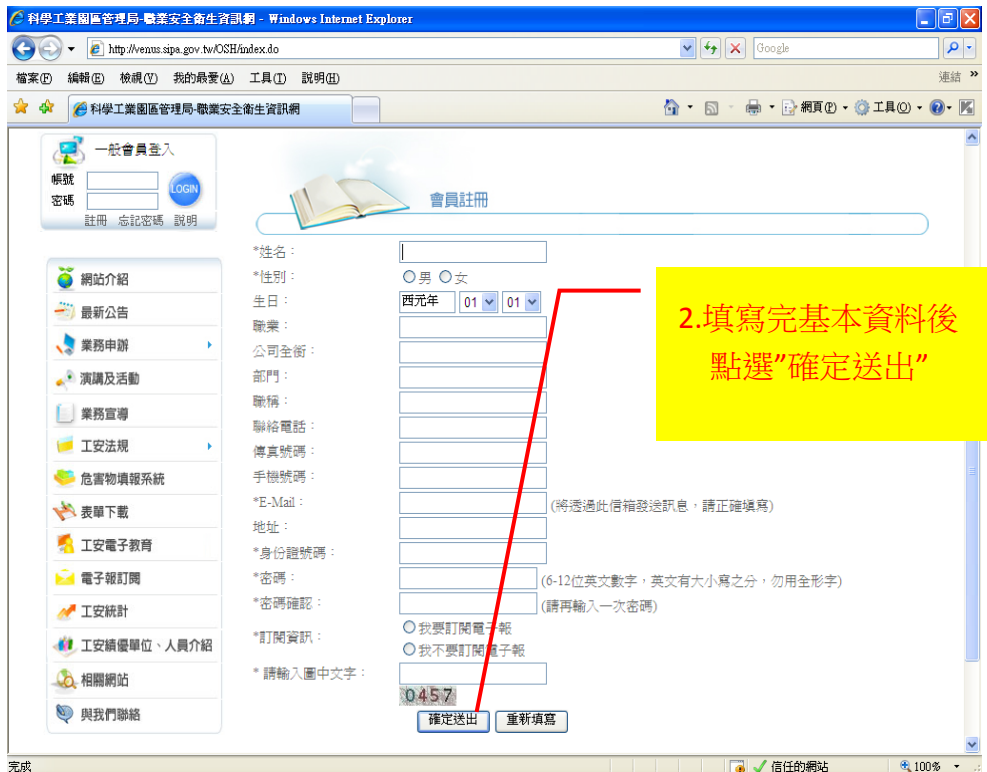 科學工業園區管理局-職業安全衛生資訊網 - Windows Internet Explorer
http://venus.sipa.gov.tw/OSH/index.do
Google
檔案(F) 編輯(E) 檢視(V) 我的最愛(A) 工具(T) 說明(H)
連結 »
科學工業園區管理局-職業安全衛生資訊網
網頁(P) 工具(O)
一般會員登入
帳號
密碼
LOGIN
註冊 忘記密碼 說明
網站介紹
最新公告
業務申辦
演講及活動
業務宣導
工安法規
危害物填報系統
表單下載
工安電子教育
電子報訂閱
工安統計
工安績優單位、人員介紹
相關網站
與我們聯絡
會員註冊
*姓名：
*性別： 男 女
生日： 西元年 01 01
職業：
公司全銜：
部門：
職稱：
聯絡電話：
傳真號碼：
手機號碼：
*E-Mail： (將透過此信箱發送訊息，請正確填寫)
地址：
*身份證號碼：
*密碼： (6-12位英文數字，英文有大小寫之分，勿用全形字)
*密碼確認： (請再輸入一次密碼)
*訂閱資訊： 我要訂閱電子報
我不要訂閱電子報
* 請輸入圖中文字：
0457
確定送出 重新填寫
2.填寫完基本資料後
點選”確定送出”
完成
信任的網站
100%